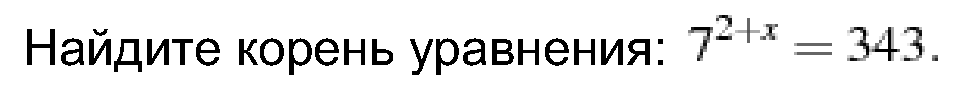 Найдите корень уравнения: $7^{2+x} = 343.$